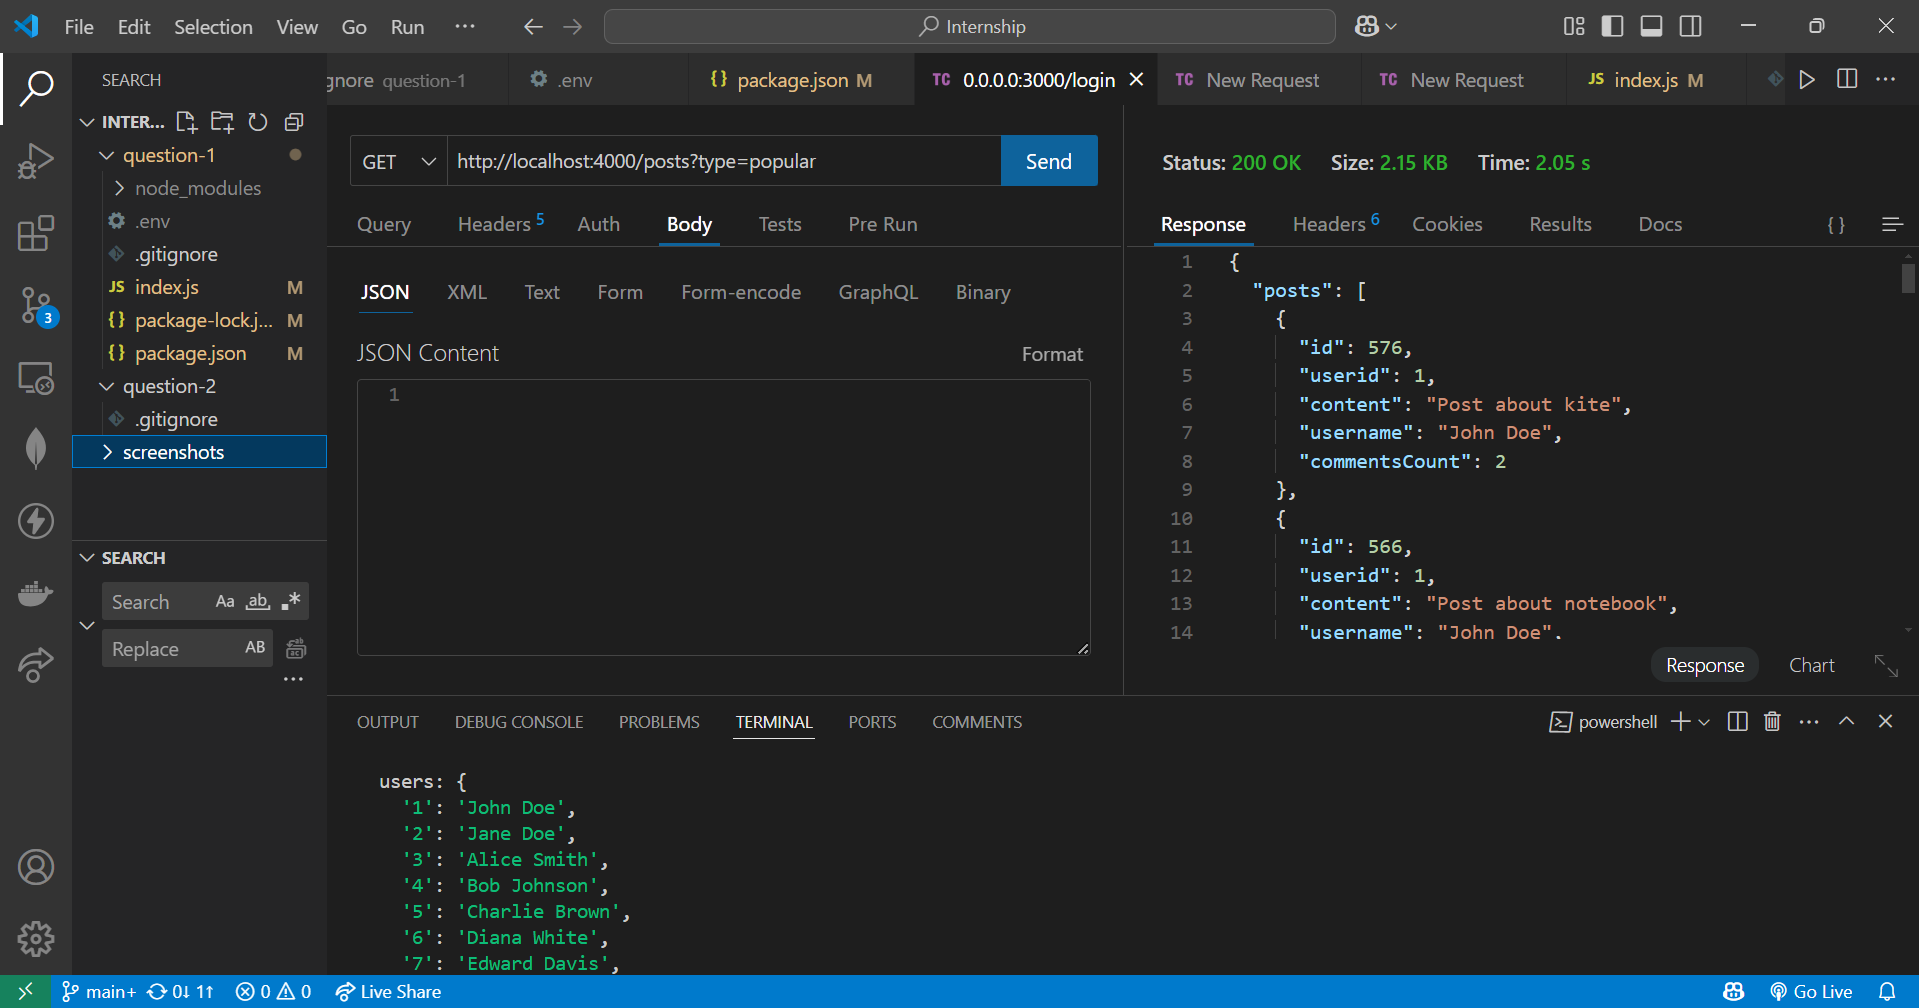 File Edit Selection View Go Run
Internship
SEARCH
gnore question-1
.env
{} package.json M
TC 0.0.0.0:3000/login
TC New Request
TC New Request
JS index.js M
INTER...
question-1
node_modules
.env
.gitignore
JS index.js M
{} package-lock.j... M
{} package.json M
question-2
.gitignore
screenshots
3
SEARCH
Search Aa ab .*
Replace AB
GET http://localhost:4000/posts?type=popular Send
Query Headers 5 Auth Body Tests Pre Run
JSON XML Text Form Form-encode GraphQL Binary
JSON Content Format
1
Status: 200 OK Size: 2.15 KB Time: 2.05 s
Response Headers 6 Cookies Results Docs { }
1 {
2 "posts": [
3 {
4 "id": 576,
5 "userid": 1,
6 "content": "Post about kite",
7 "username": "John Doe",
8 "commentsCount": 2
9 },
10 {
11 "id": 566,
12 "userid": 1,
13 "content": "Post about notebook",
14 "username": "John Doe",
Response Chart
OUTPUT DEBUG CONSOLE PROBLEMS TERMINAL PORTS COMMENTS
powershell
users: {
'1': 'John Doe',
'2': 'Jane Doe',
'3': 'Alice Smith',
'4': 'Bob Johnson',
'5': 'Charlie Brown',
'6': 'Diana White',
'7': 'Edward Davis',
main+ 0↓ 1↑ 0 0 Live Share
Go Live